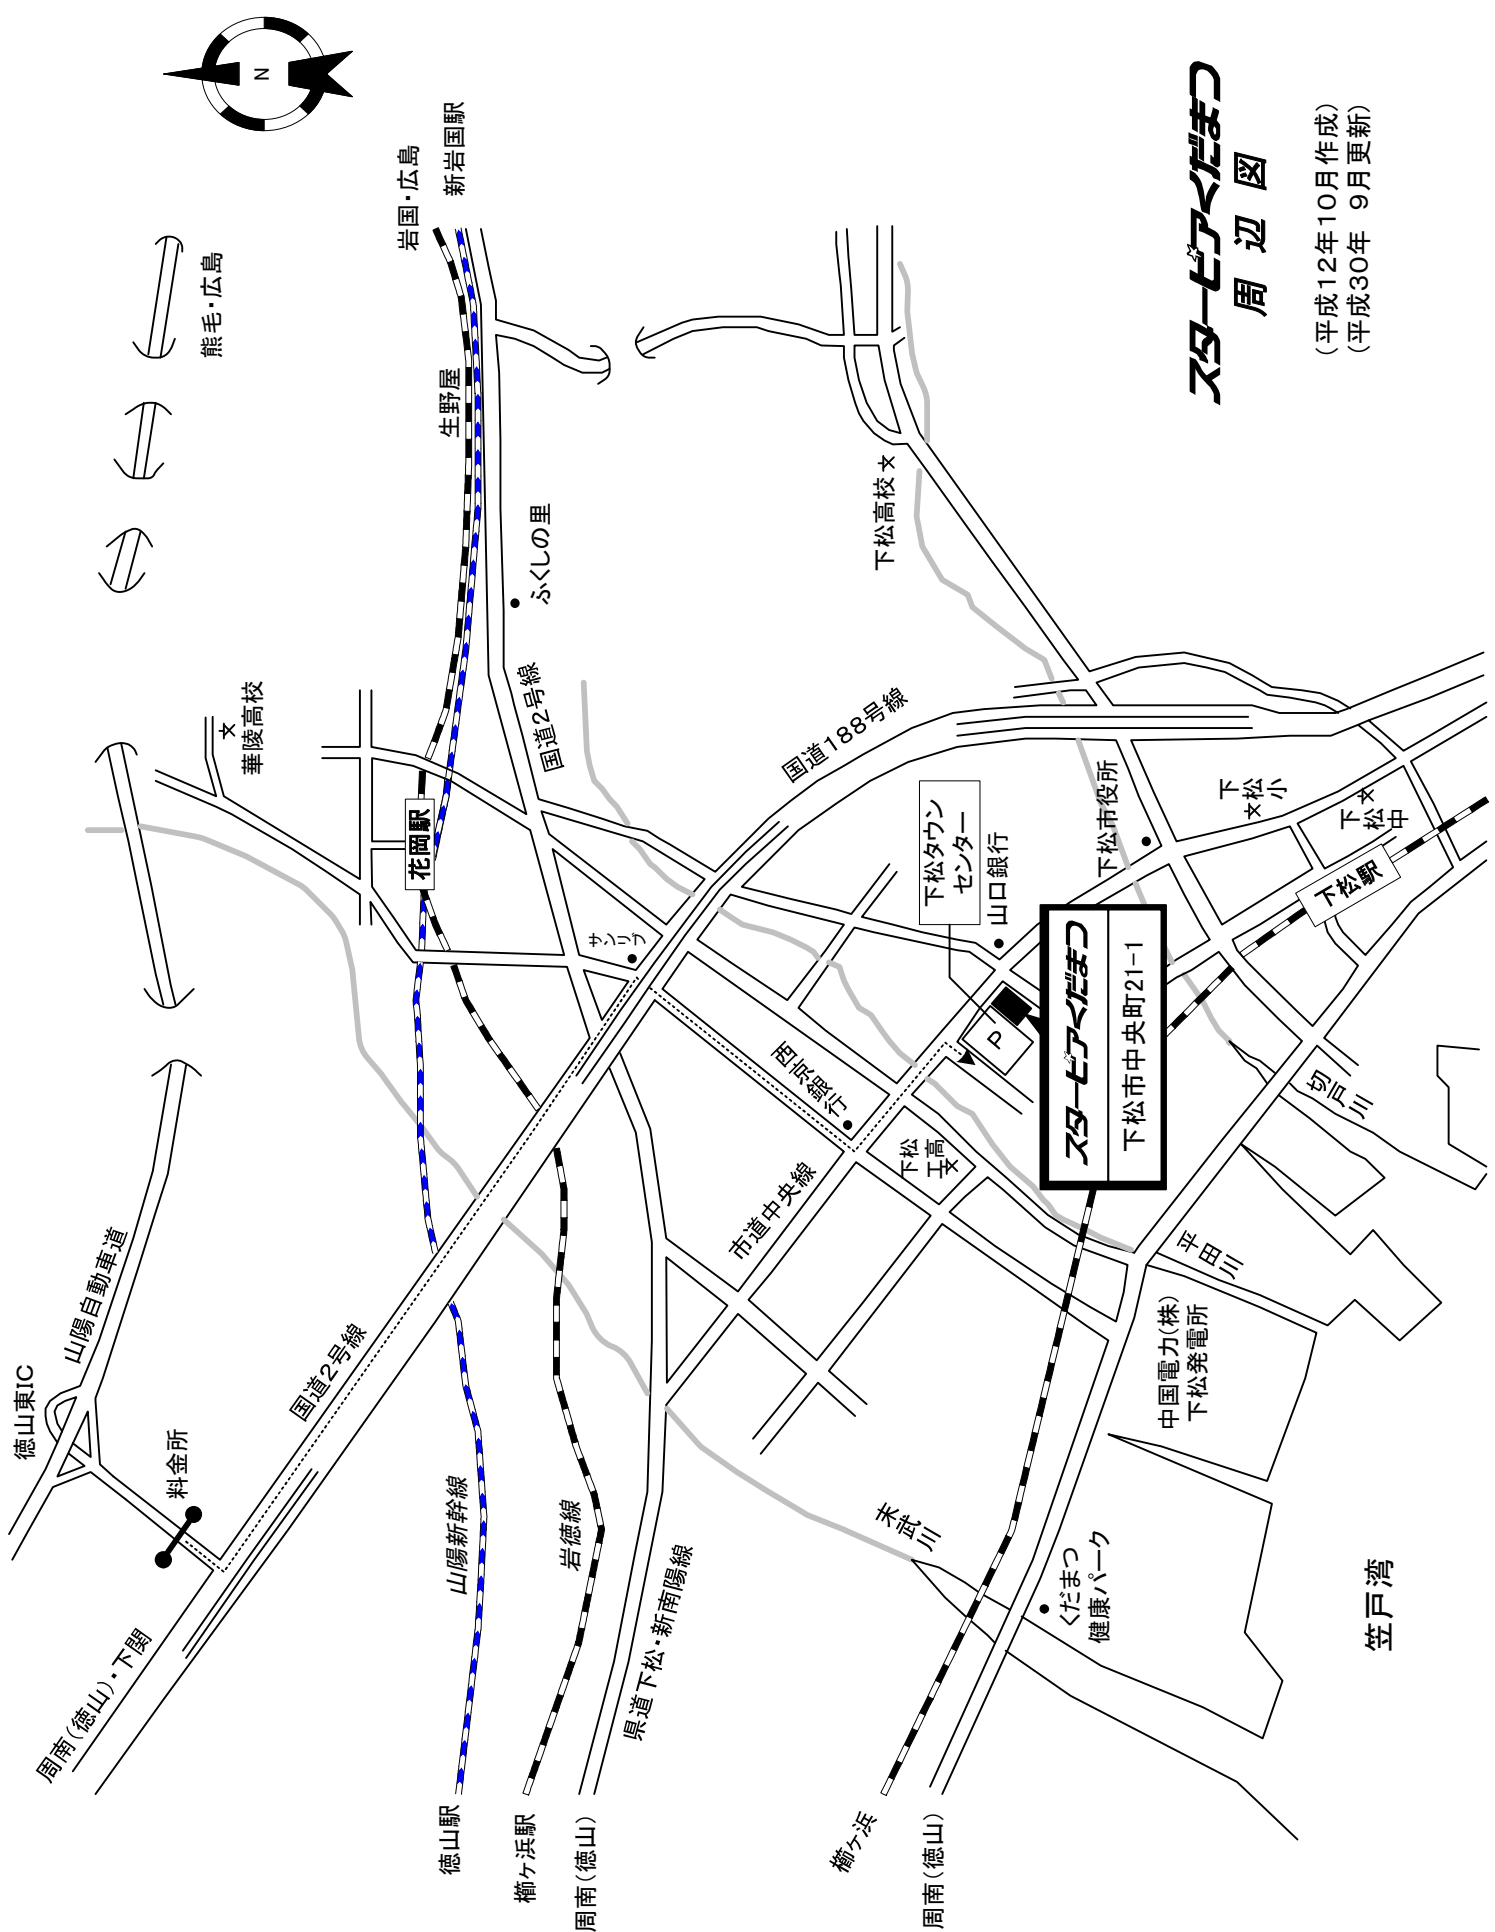 スターピアくだまつ
周辺図
(平成12年10月作成)
(平成30年 9月更新)
N
熊毛・広島
岩国・広島
新岩国駅
生野屋
ふくしの里
華陵高校
花岡駅
国道2号線
国道188号線
下松高校
徳山東IC
山陽自動車道
料金所
国道2号線
周南(徳山)・下関
サンリブ
西京銀行
市道中央線
下松工高
下松タウン
センター
山口銀行
下松市役所
下松小
下松中
下松駅
P
スターピアくだまつ
下松市中央町21-1
切戸川
平田川
中国電力(株)
下松発電所
末武川
くだまつ
健康パーク
笠戸湾
山陽新幹線
岩徳線
県道下松・新南陽線
徳山駅
櫛ヶ浜駅
周南(徳山)
櫛ヶ浜
周南(徳山)